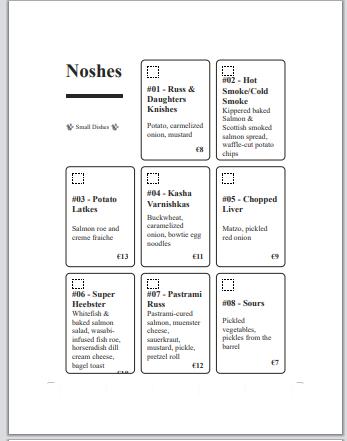 Noshes
Small Dishes
#01 - Russ &
Daughters
Knishes
Potato, carmelized
onion, mustard
€8
#02 - Hot
Smoke/Cold
Smoke
Kippered baked
Salmon &
Scottish smoked
salmon spread,
waffle-cut potato
chips
#03 - Potato
Latkes
Salmon roe and
creme fraiche
€13
#04 - Kasha
Varnishkas
Buckwheat,
caramelized
onion, bowtie egg
noodles
€11
#05 - Chopped
Liver
Matzo, pickled
red onion
€9
#06 - Super
Heebster
Whitefish &
baked salmon
salad, wasabi-
infused fish roe,
horseradish dill
cream cheese,
bagel toast
#07 - Pastrami
Russ
Pastrami-cured
salmon, muenster
cheese,
sauerkraut,
mustard, pickle,
pretzel roll
€12
#08 - Sours
Pickled
vegetables,
pickles from the
barrel
€7